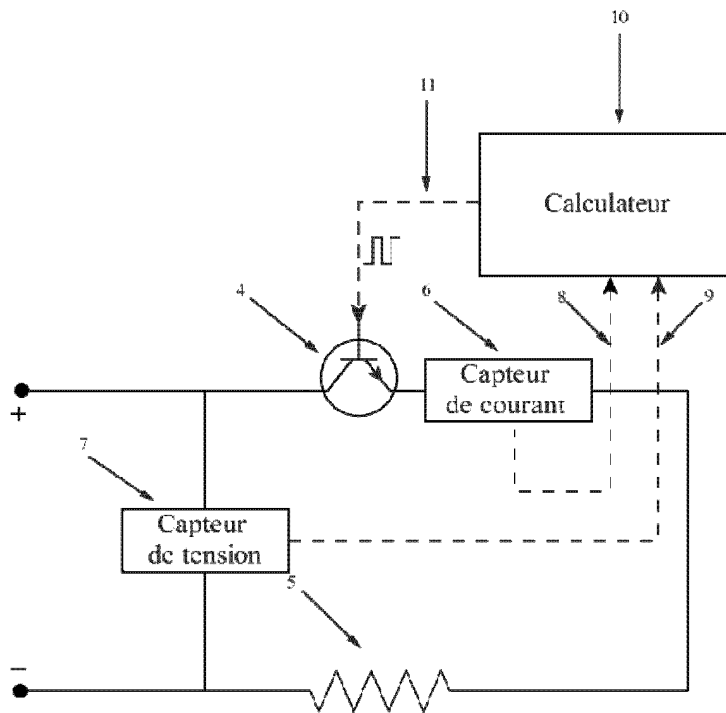 10
11
Calculateur
4
6
8
9
Capteur
de courant
+
7
Capteur
de tension
5
−